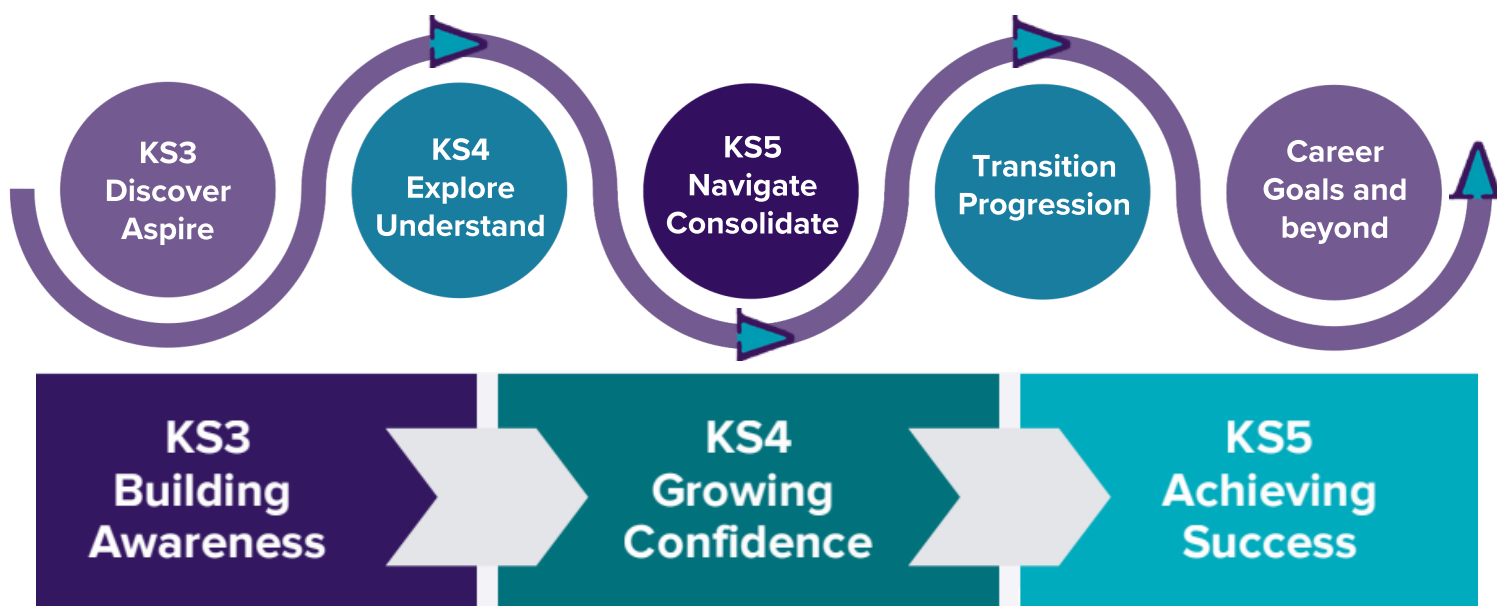 KS3
Discover
Aspire
KS4
Explore
Understand
KS5
Navigate
Consolidate
Transition
Progression
Career
Goals and
beyond
KS3
Building
Awareness
KS4
Growing
Confidence
KS5
Achieving
Success